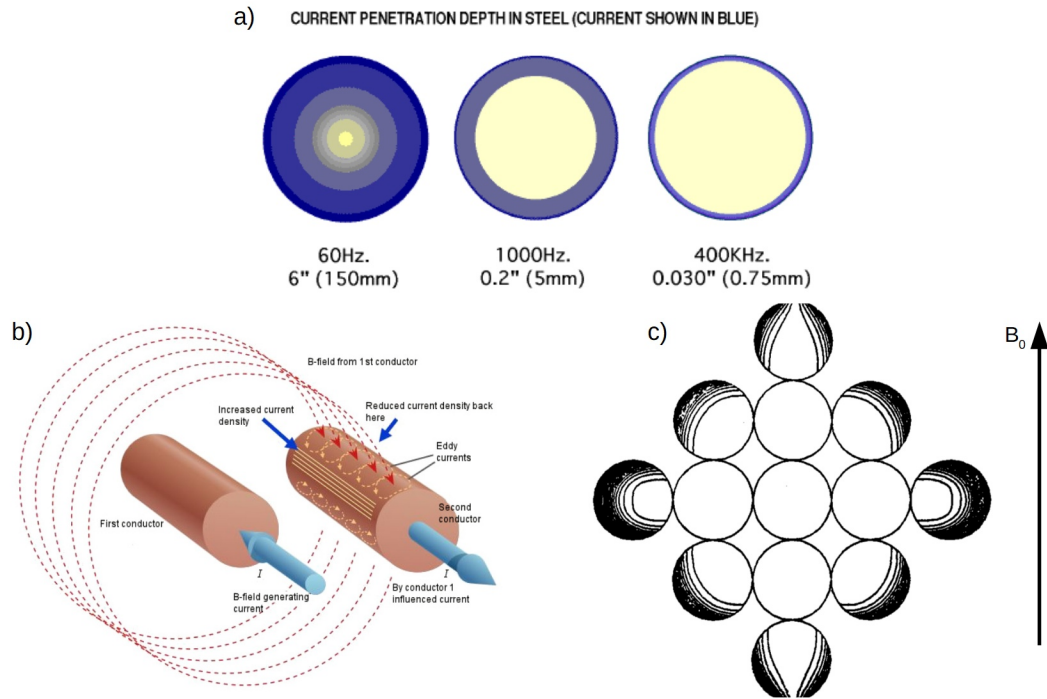 a)
CURRENT PENETRATION DEPTH IN STEEL (CURRENT SHOWN IN BLUE)
60Hz.
6" (150mm)
1000Hz.
0.2" (5mm)
400KHz.
0.030" (0.75mm)
b)
B-field from 1st conductor
Increased current
density
Reduced current density back
here
Eddy
currents
First conductor
Second
conductor
I
B-field generating
current
I
By conductor 1
influenced current
c)
B0